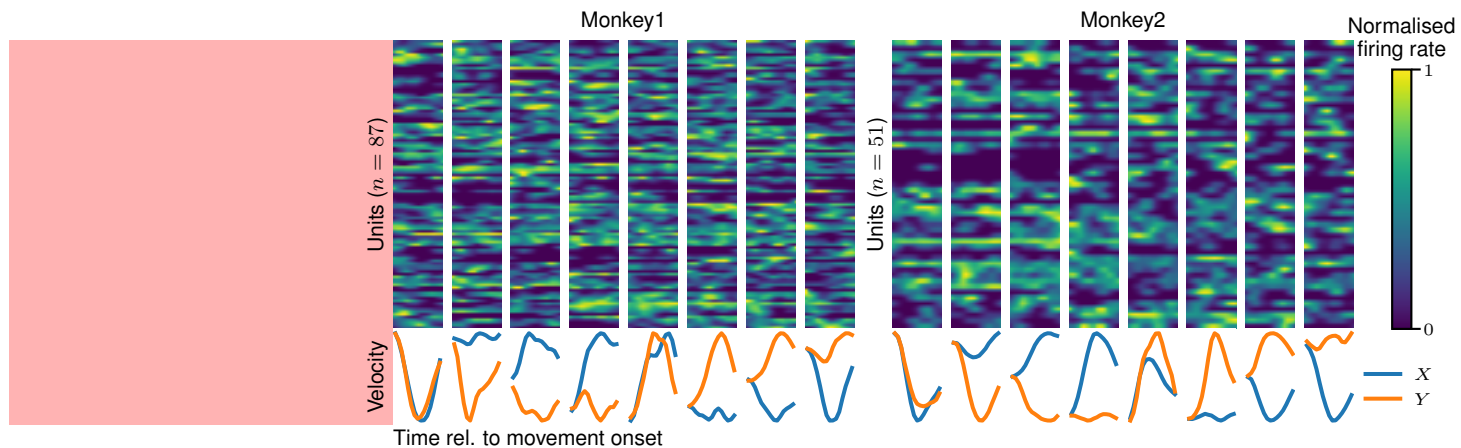 Monkey1
Monkey2
Normalised
firing rate
Units (n = 87)
Units (n = 51)
1
0
Velocity
X
Y
Time rel. to movement onset